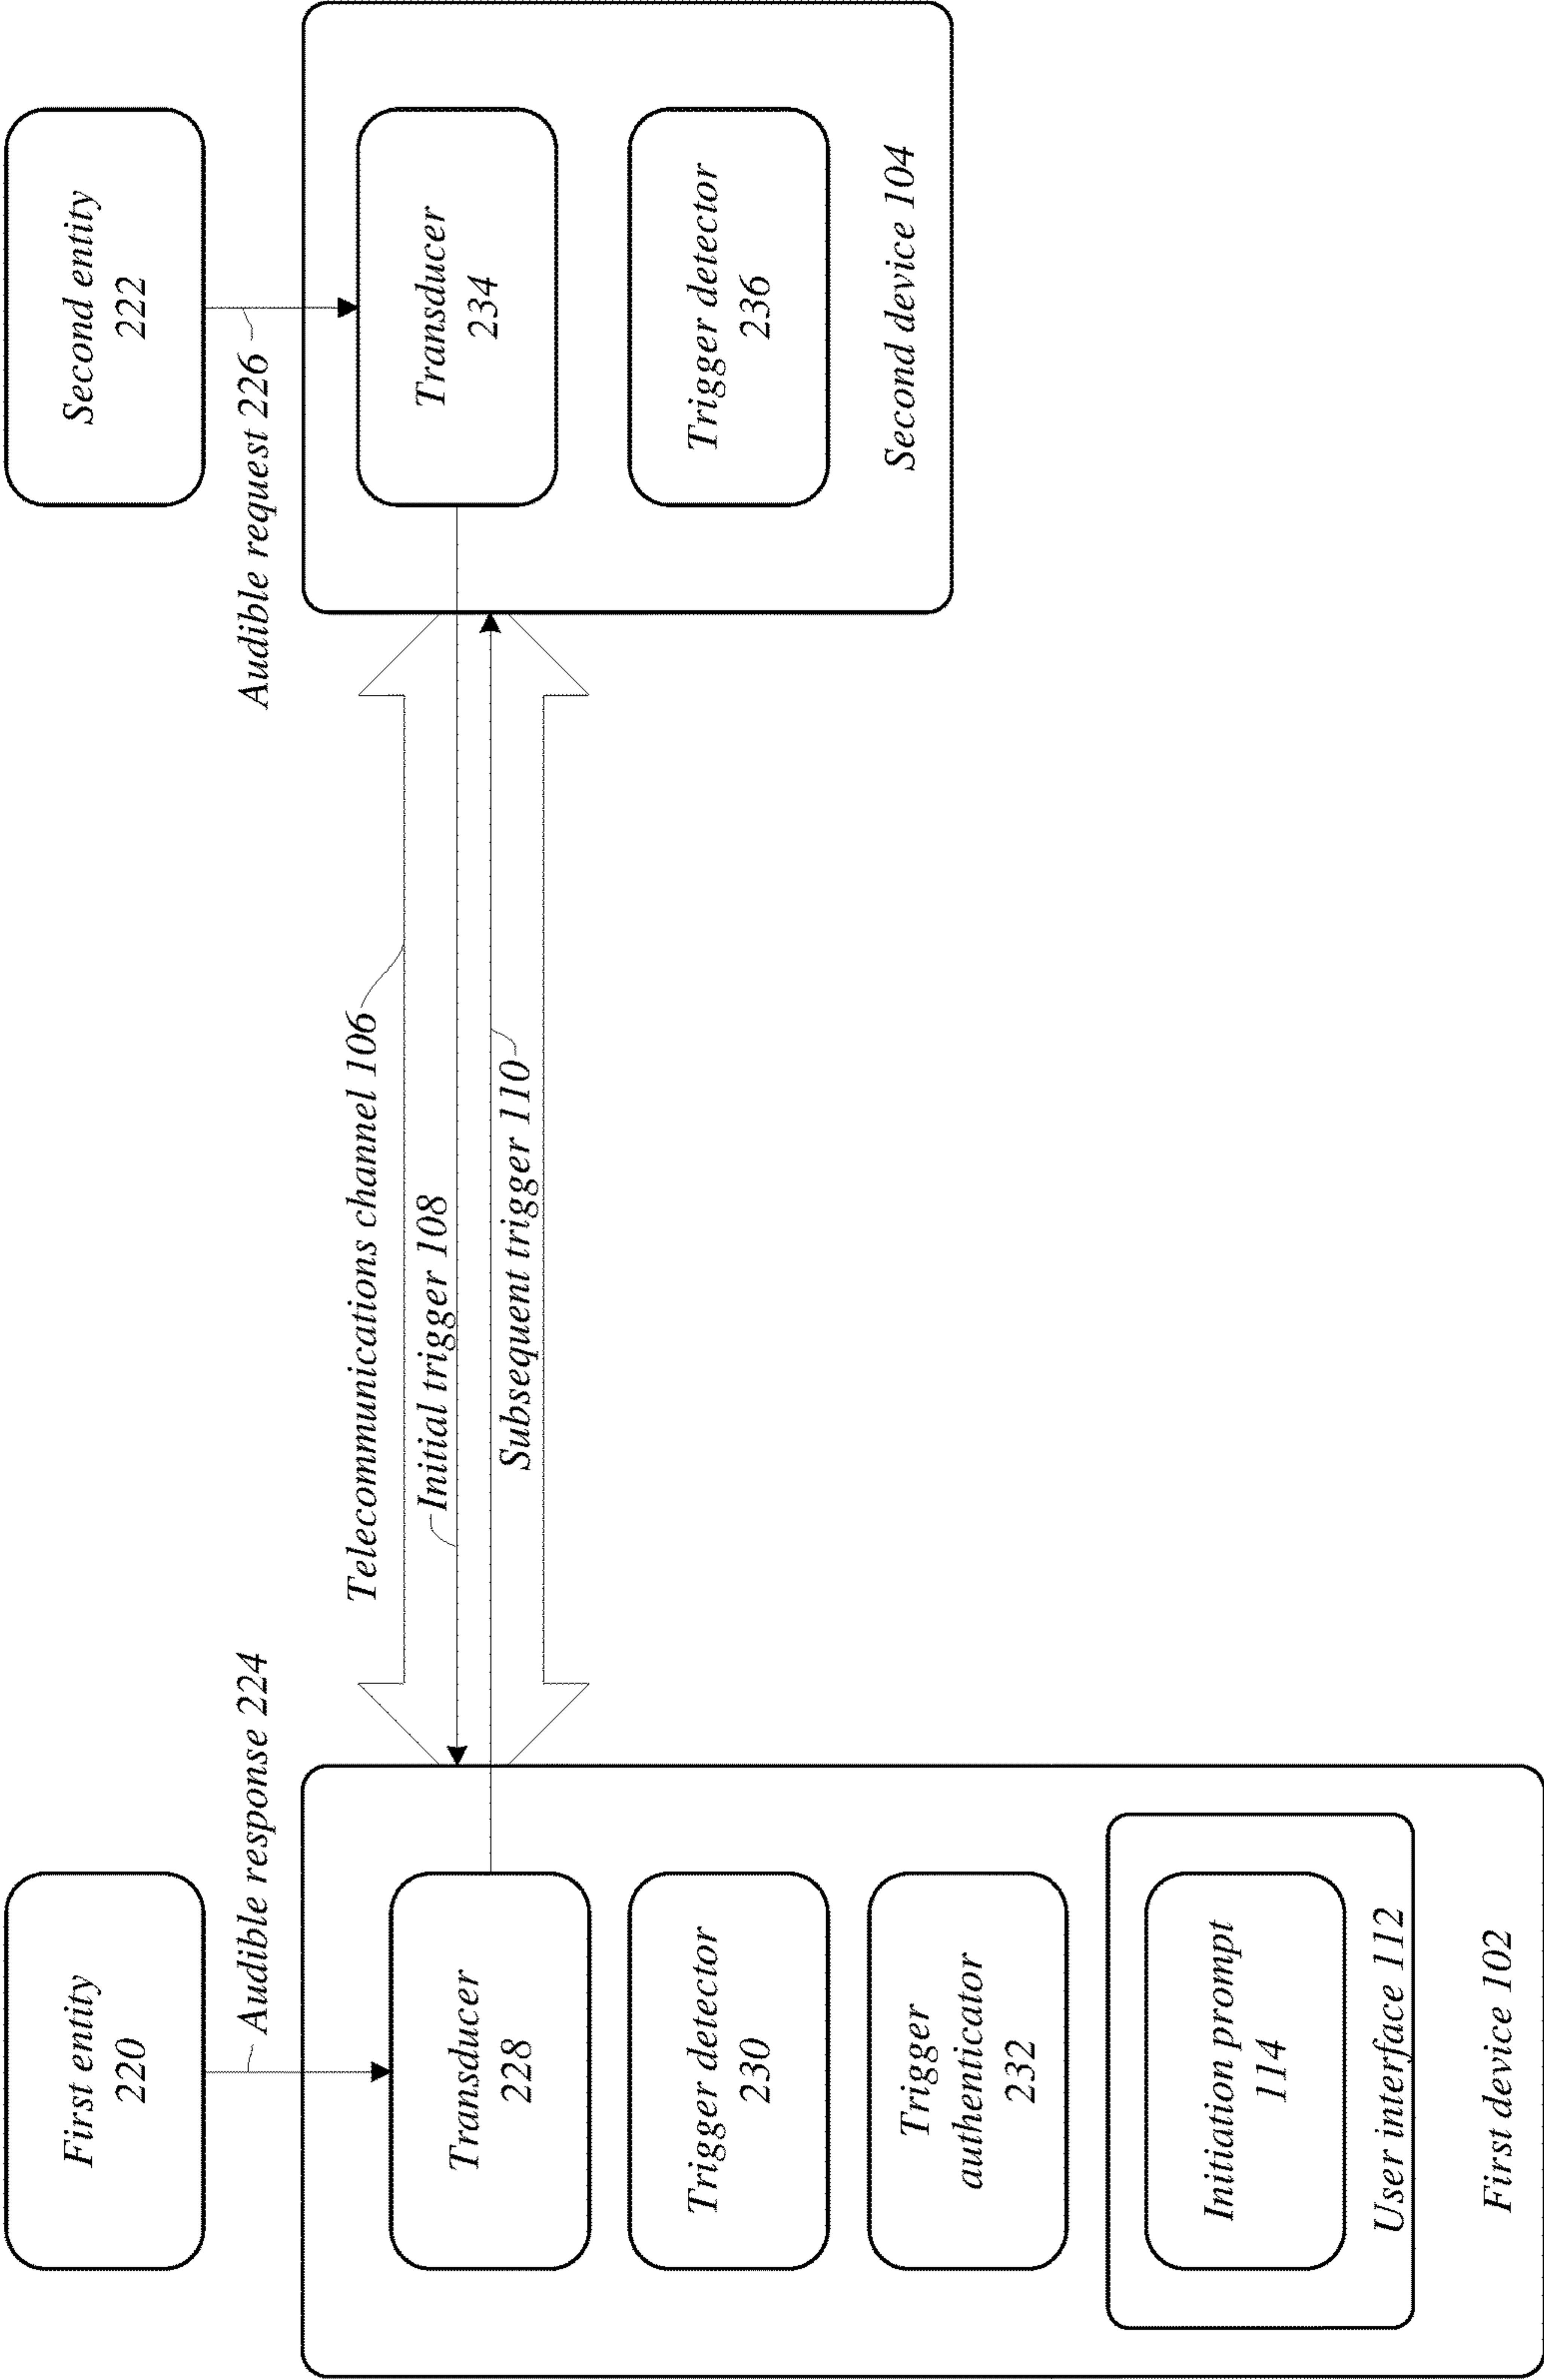 First entity
220
Second entity
222
Audible response 224
Audible request 226
Telecommunications channel 106
Initial trigger 108
Subsequent trigger 110
Transducer
228
Trigger detector
230
Trigger
authenticator
232
Initiation prompt
114
User interface 112
First device 102
Transducer
234
Trigger detector
236
Second device 104